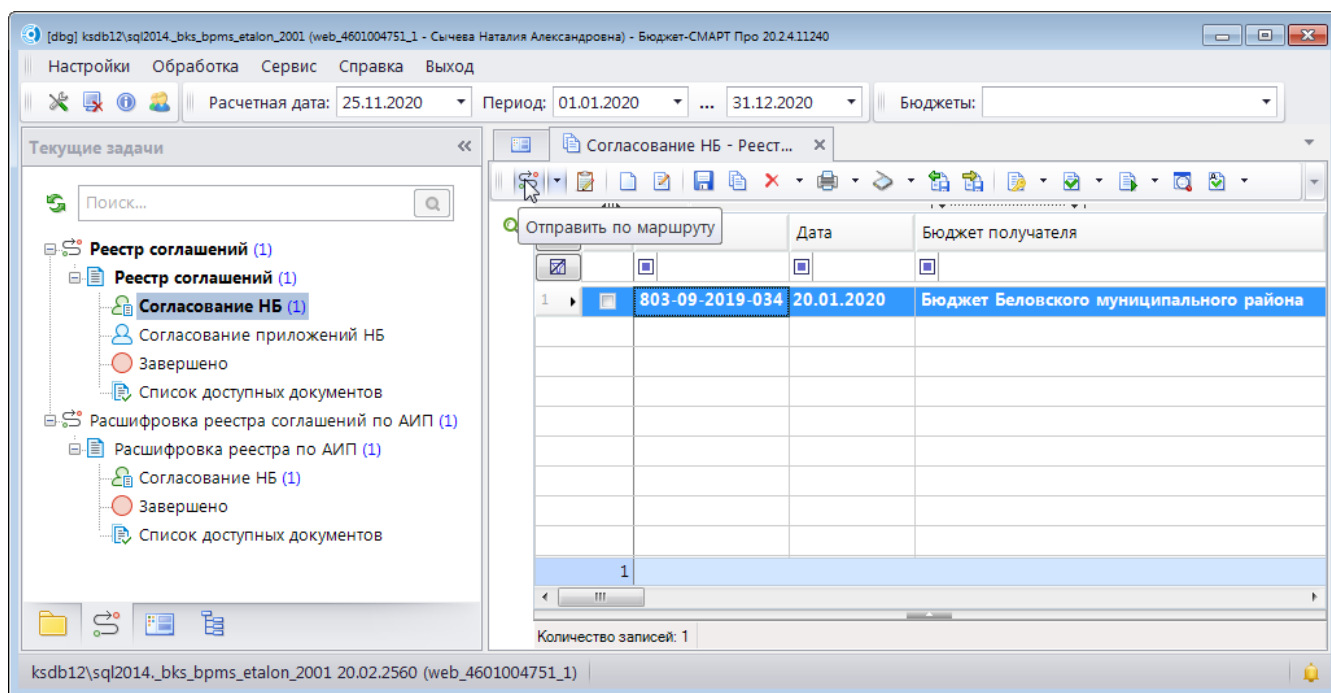 [dbg] ksdb12\sql2014._bks_bpms_etalon_2001 (web_4601004751_1 - Сычева Наталия Александровна) - Бюджет-СМАРТ Про 20.2.4.11240
Настройки Обработка Сервис Справка Выход
Расчетная дата: 25.11.2020 Период: 01.01.2020 ... 31.12.2020 Бюджеты:
Текущие задачи
Согласование НБ - Реест...
Поиск...
Отправить по маршруту
Дата Бюджет получателя
Реестр соглашений (1)
Реестр соглашений (1)
Согласование НБ (1)
1 803-09-2019-034 20.01.2020 Бюджет Беловского муниципального района
Согласование приложений НБ
Завершено
Список доступных документов
Расшифровка реестра соглашений по АИП (1)
Расшифровка реестра по АИП (1)
Согласование НБ (1)
Завершено
Список доступных документов
1
Количество записей: 1
ksdb12\sql2014._bks_bpms_etalon_2001 20.02.2560 (web_4601004751_1)